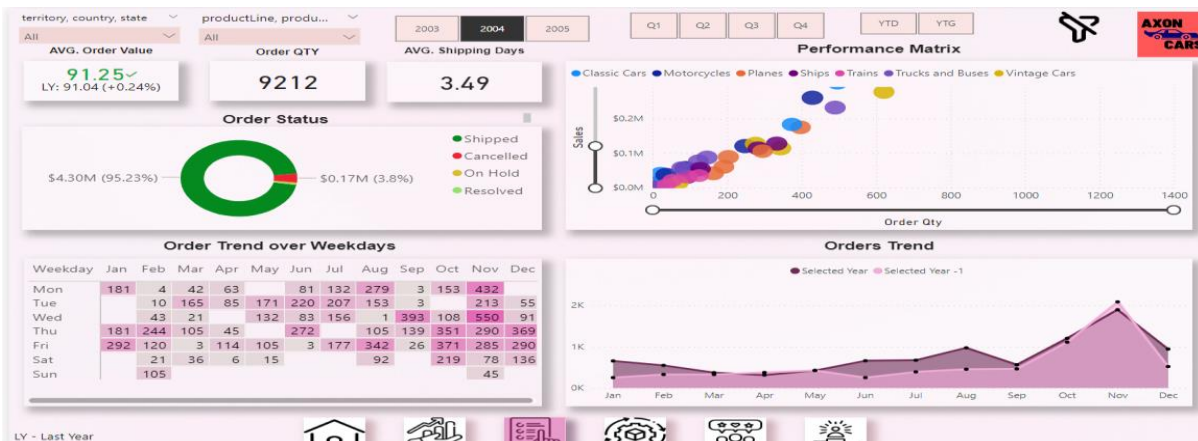 territory, country, state
All
productLine, produ...
All
2003 2004 2005
Q1 Q2 Q3 Q4
YTD YTG
AXON
CARS
AVG. Order Value
91.25
LY: 91.04 (+0.24%)
Order QTY
9212
AVG. Shipping Days
3.49
Performance Matrix
Classic Cars Motorcycles Planes Ships Trains Trucks and Buses Vintage Cars
Sales
$0.2M
$0.1M
$0.0M
0 200 400 600 800 1000 1200 1400
Order Qty
Order Status
$4.30M (95.23%)
$0.17M (3.8%)
Shipped
Cancelled
On Hold
Resolved
Order Trend over Weekdays
Weekday Jan Feb Mar Apr May Jun Jul Aug Sep Oct Nov Dec
Mon 181 4 42 63 81 132 279 3 153 432
Tue 10 165 85 171 220 207 153 3 213 55
Wed 43 21 132 83 156 1 393 108 550 91
Thu 181 244 105 45 272 105 139 351 290 369
Fri 292 120 3 114 105 3 177 342 26 371 285 290
Sat 21 36 6 15 92 219 78 136
Sun 105 45
Orders Trend
Selected Year Selected Year -1
2K
1K
0K
Jan Feb Mar Apr May Jun Jul Aug Sep Oct Nov Dec
LY - Last Year